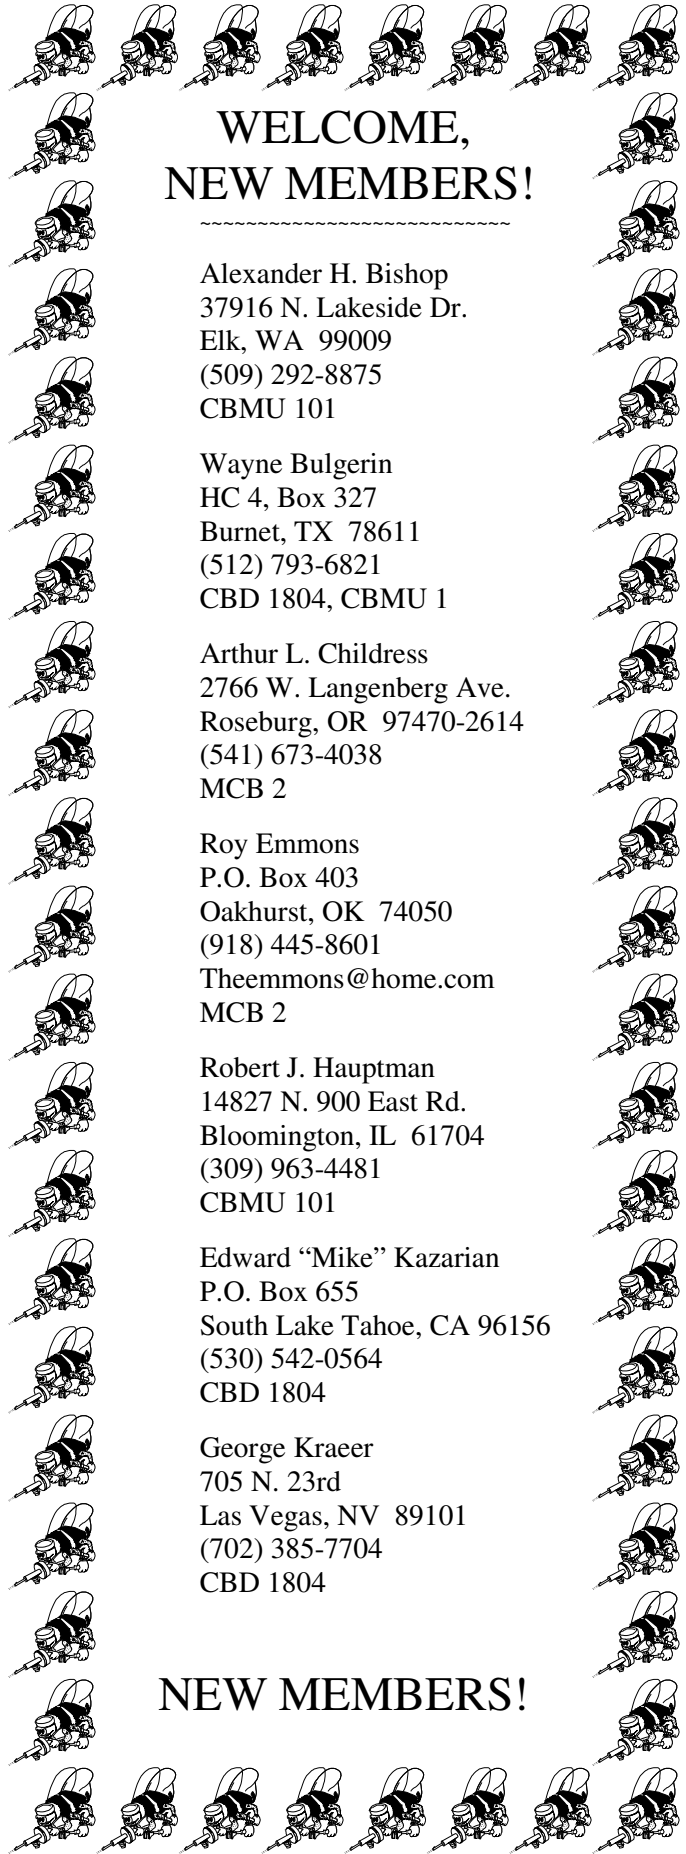 WELCOME,
NEW MEMBERS!
~~~~~~~~~~~~~~~~~~~~~~~~~~~
Alexander H. Bishop
37916 N. Lakeside Dr.
Elk, WA  99009
(509) 292-8875
CBMU 101
Wayne Bulgerin
HC 4, Box 327
Burnet, TX  78611
(512) 793-6821
CBD 1804, CBMU 1
Arthur L. Childress
2766 W. Langenberg Ave.
Roseburg, OR  97470-2614
(541) 673-4038
MCB 2
Roy Emmons
P.O. Box 403
Oakhurst, OK  74050
(918) 445-8601
Theemmons@home.com
MCB 2
Robert J. Hauptman
14827 N. 900 East Rd.
Bloomington, IL  61704
(309) 963-4481
CBMU 101
Edward “Mike” Kazarian
P.O. Box 655
South Lake Tahoe, CA 96156
(530) 542-0564
CBD 1804
George Kraeer
705 N. 23rd
Las Vegas, NV  89101
(702) 385-7704
CBD 1804
NEW MEMBERS!